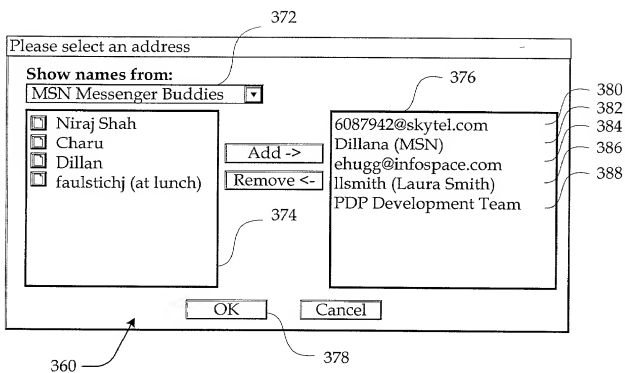 372
Please select an address
Show names from:
MSN Messenger Buddies
376
380
382
384
386
388
Niraj Shah
Charu
Dillan
faulstichj (at lunch)
Add ->
Remove <-
6087942@skytel.com
Dillana (MSN)
ehugg@infospace.com
llsmith (Laura Smith)
PDP Development Team
374
OK
Cancel
360
378